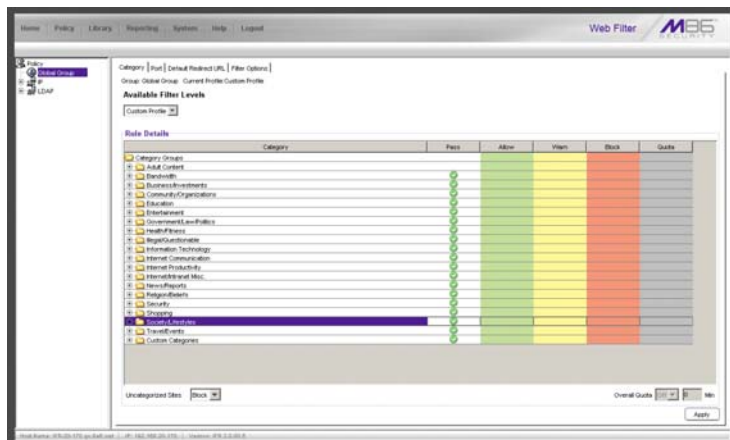 Home Policy Library Reporting System Help Logout
Web Filter
M86
SECURITY
Policy
Global Group
IP
LDAP
Category Port Default Redirect URL Filter Options
Group: Global Group Current Profile: Custom Profile
Available Filter Levels
Custom Profile
Rule Details
Category Pass Allow Warn Block Quota
Category Groups
Adult Content
Bandwidth
Business/Investments
Community/Organizations
Education
Entertainment
Government/Law/Politics
Health/Fitness
Illegal/Questionable
Information Technology
Internet Communication
Internet Productivity
Internet/Intranet Misc.
News/Reports
Religion/Beliefs
Security
Shopping
Society/Lifestyles
Travel/Events
Custom Categories
Uncategorized Sites Block Overall Quota Min
Apply